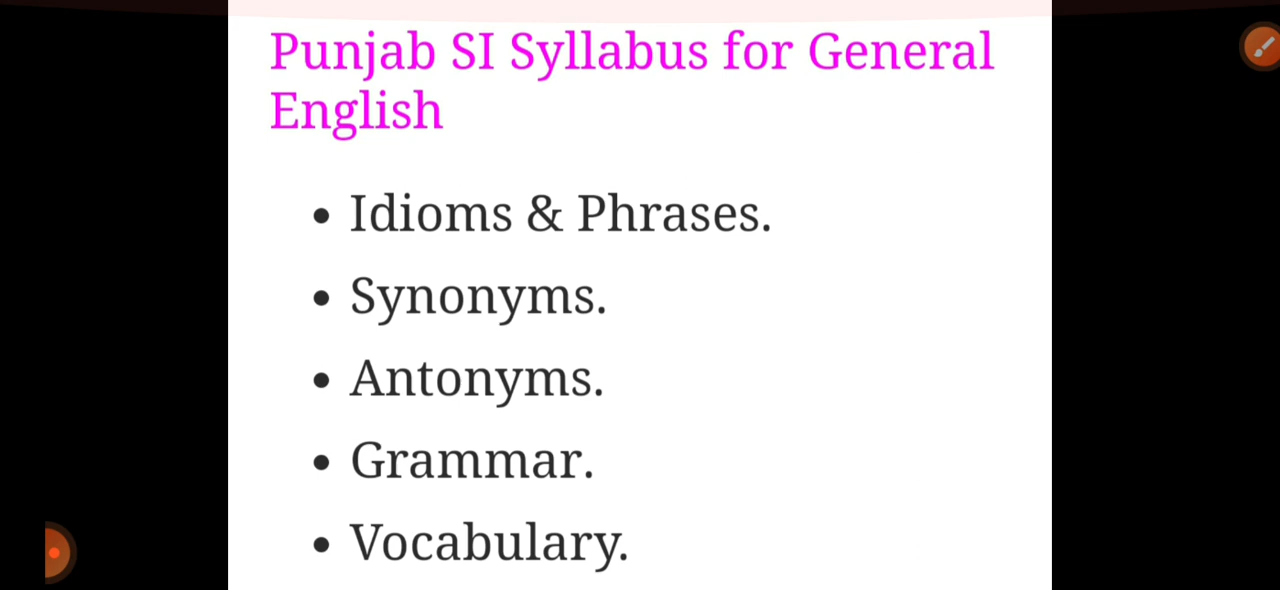 Punjab SI Syllabus for General
English
• Idioms & Phrases.
• Synonyms.
• Antonyms.
• Grammar.
• Vocabulary.